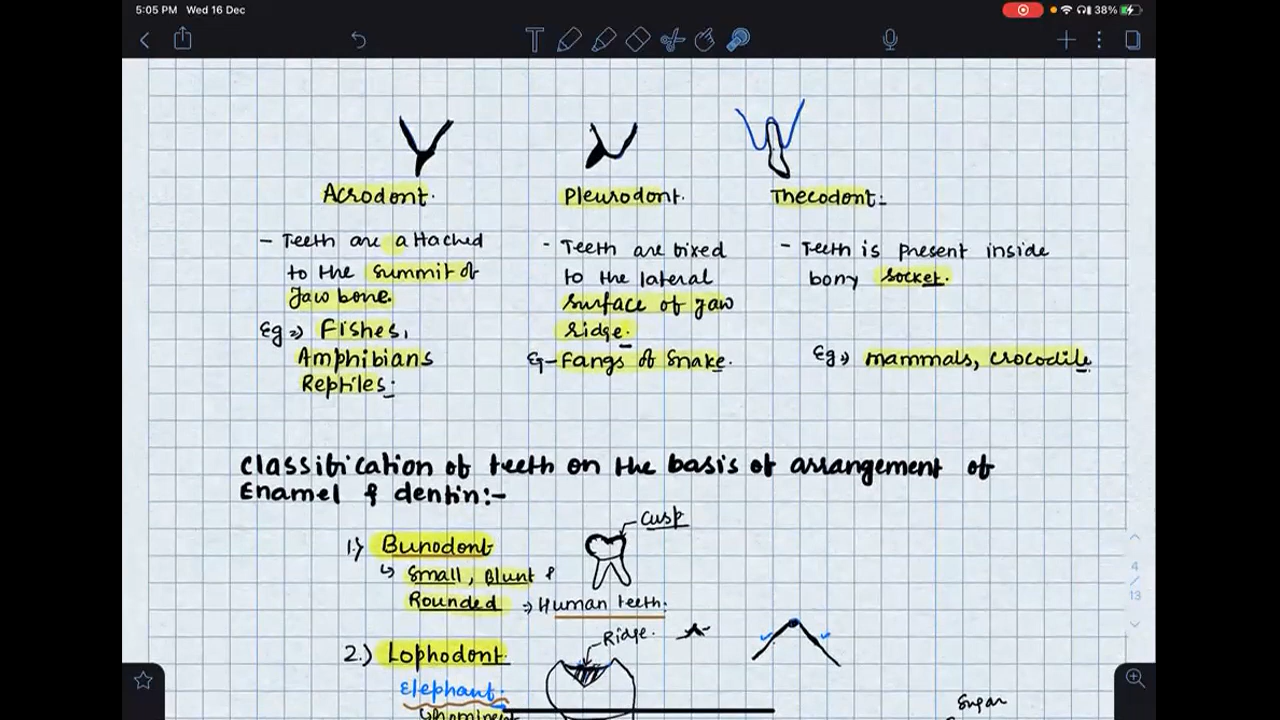 5:05 PM Wed 16 Dec
38%
Acrodont.
- Teeth are attached
to the summit of
Jaw bone.
Eg => Fishes,
Amphibians
Reptiles:
Pleurodont.
- Teeth are fixed
to the lateral
surface of jaw
ridge.
Eg- Fangs of Snake.
Thecodont:-
- Teeth is present inside
bony socket.
Eg => mammals, crocodile
Classification of teeth on the basis of arrangement of
Enamel & dentin:-
Cusp
1.) Bunodont
↳ Small, Blunt &
Rounded => Human teeth:
Ridge.
2.) Lophodont.
Elephant.
4
13
Sugar